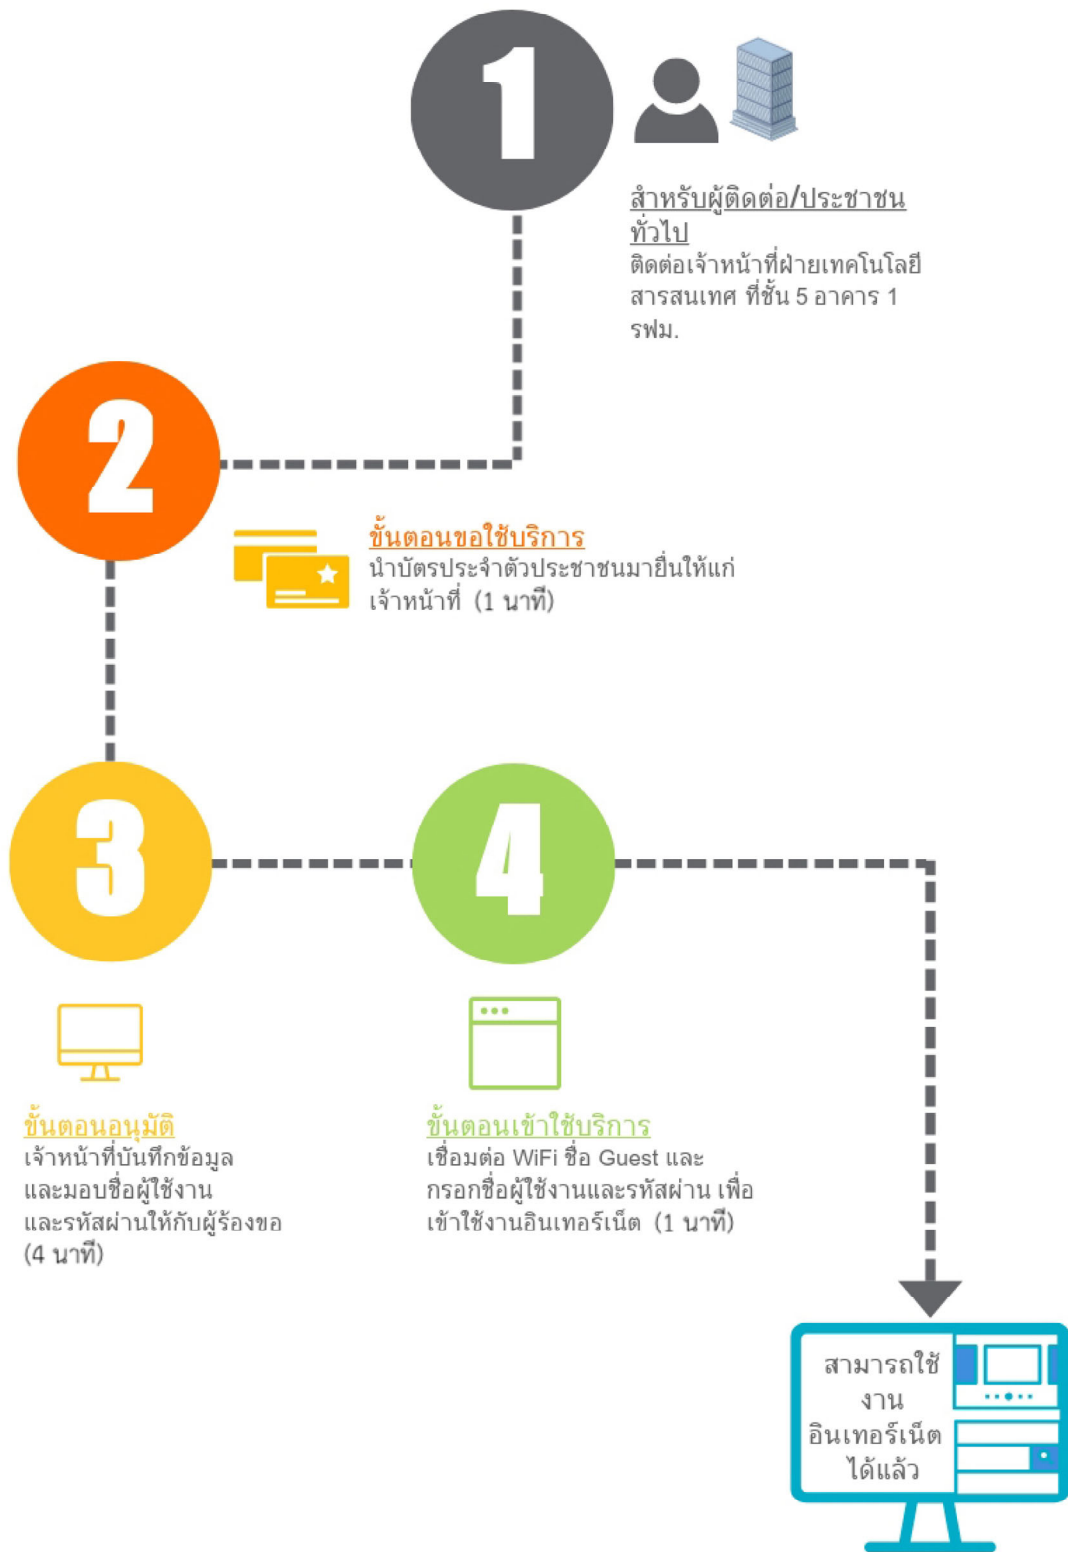 1
สำหรับผู้ติดต่อ/ประชาชน
ทั่วไป
ติดต่อเจ้าหน้าที่ฝ่ายเทคโนโลยี
สารสนเทศ ที่ชั้น 5 อาคาร 1
รฟม.
2
ขั้นตอนขอใช้บริการ
นำบัตรประจำตัวประชาชนมายื่นให้แก่
เจ้าหน้าที่ (1 นาที)
3
ขั้นตอนอนุมัติ
เจ้าหน้าที่บันทึกข้อมูล
และมอบชื่อผู้ใช้งาน
และรหัสผ่านให้กับผู้ร้องขอ
(4 นาที)
4
ขั้นตอนเข้าใช้บริการ
เชื่อมต่อ WiFi ชื่อ Guest และ
กรอกชื่อผู้ใช้งานและรหัสผ่าน เพื่อ
เข้าใช้งานอินเทอร์เน็ต (1 นาที)
สามารถใช้
งาน
อินเทอร์เน็ต
ได้แล้ว